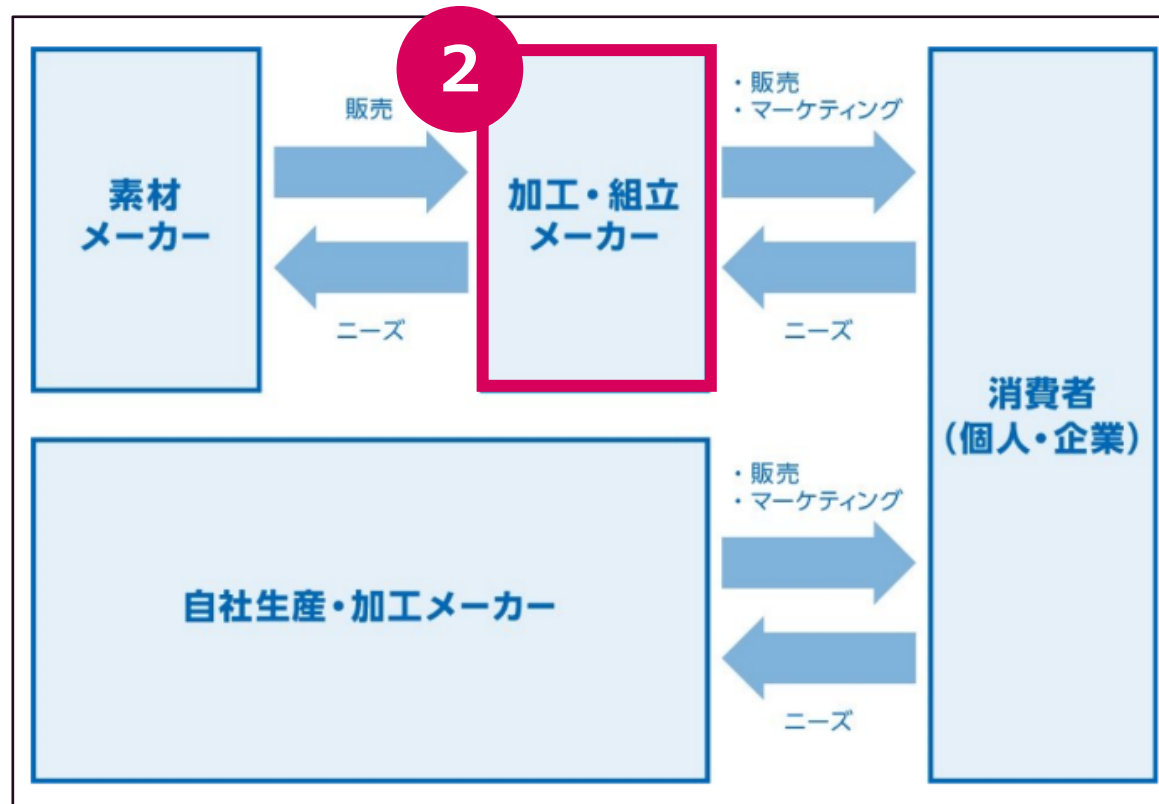 2
販売
・販売
・マーケティング
素材
メーカー
加工・組立
メーカー
ニーズ
ニーズ
消費者
（個人・企業）
・販売
・マーケティング
自社生産・加工メーカー
ニーズ